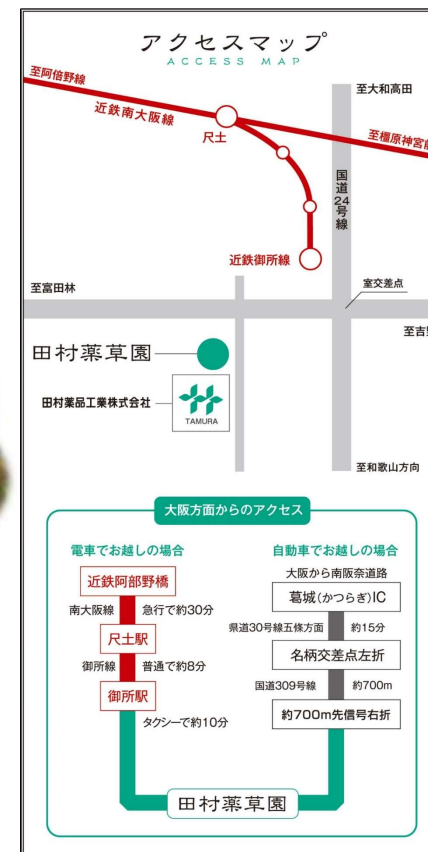 アクセスマップ
ACCESS MAP
至阿倍野線
至大和高田
近鉄南大阪線
尺土
至橿原神宮前
国道24号線
近鉄御所線
至富田林
室交差点
至吉野
田村薬草園
田村薬品工業株式会社
TAMURA
至和歌山方向
大阪方面からのアクセス
電車でお越しの場合
近鉄阿部野橋
南大阪線 急行で約30分
尺土駅
御所線 普通で約8分
御所駅
タクシーで約10分
自動車でお越しの場合
大阪から南阪奈道路
葛城(かつらぎ)IC
県道30号線五條方面 約15分
名柄交差点左折
国道309号線 約700m
約700m先信号右折
田村薬草園